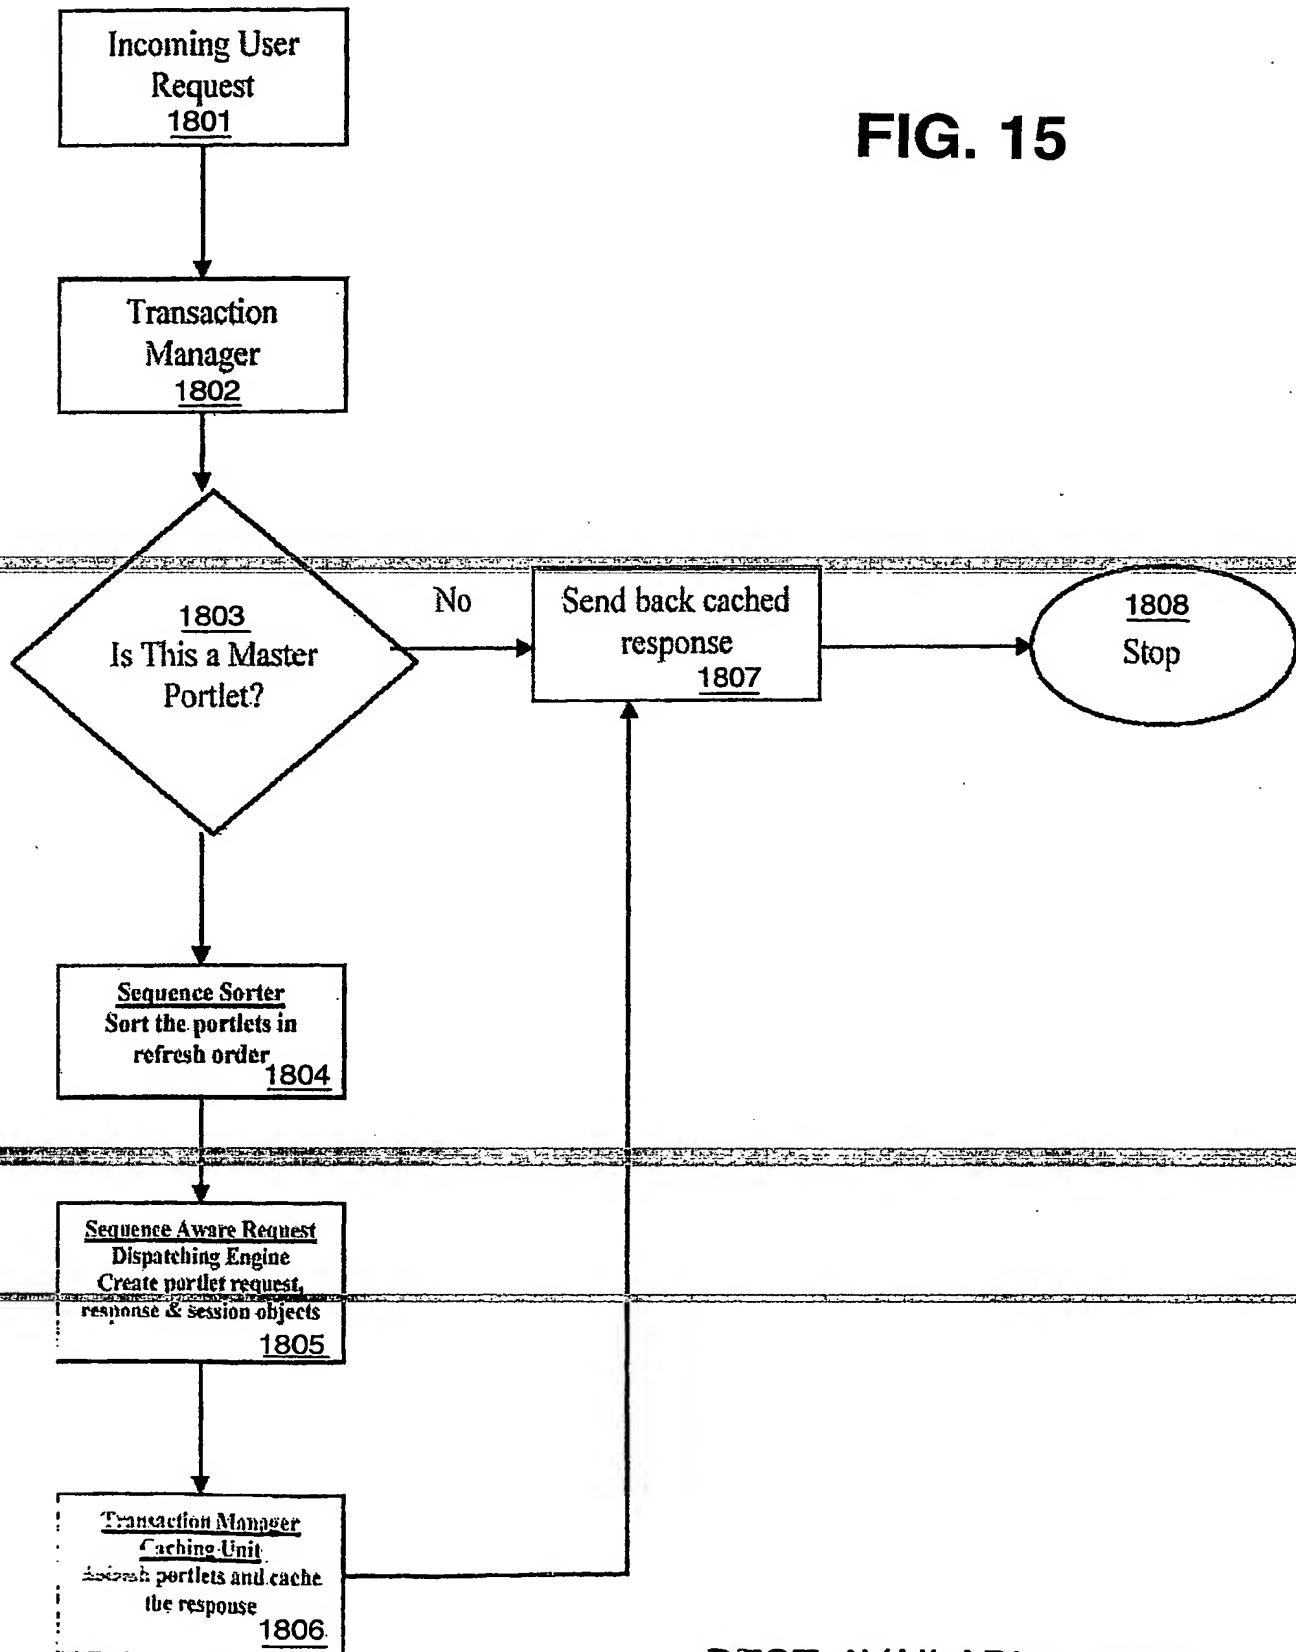 Incoming User
Request
1801
FIG. 15
Transaction
Manager
1802
1803
Is This a Master
Portlet?
No
Send back cached
response
1807
1808
Stop
Sequence Sorter
Sort the portlets in
refresh order
1804
Sequence Aware Request
Dispatching Engine
Create portlet request,
response & session objects
1805
Transaction Manager
Caching Unit
portlets and cache
the response
1806